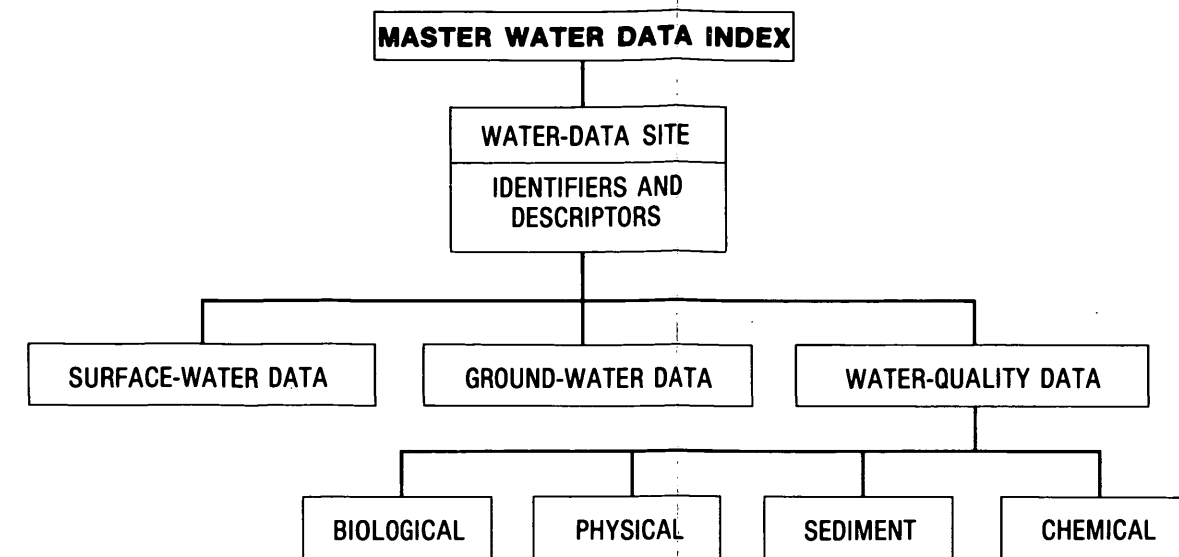 MASTER WATER DATA INDEX
WATER-DATA SITE
IDENTIFIERS AND
DESCRIPTORS
SURFACE-WATER DATA
GROUND-WATER DATA
WATER-QUALITY DATA
BIOLOGICAL
PHYSICAL
SEDIMENT
CHEMICAL